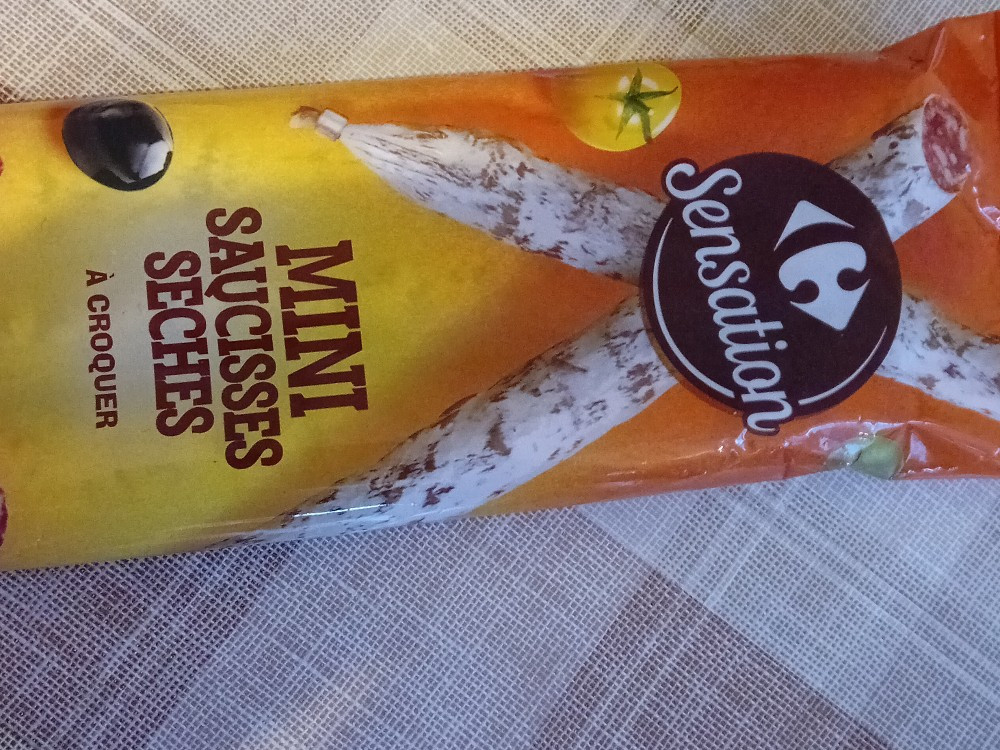 Sensation
MINI
SAUCISSES
SECHES
À CROQUER